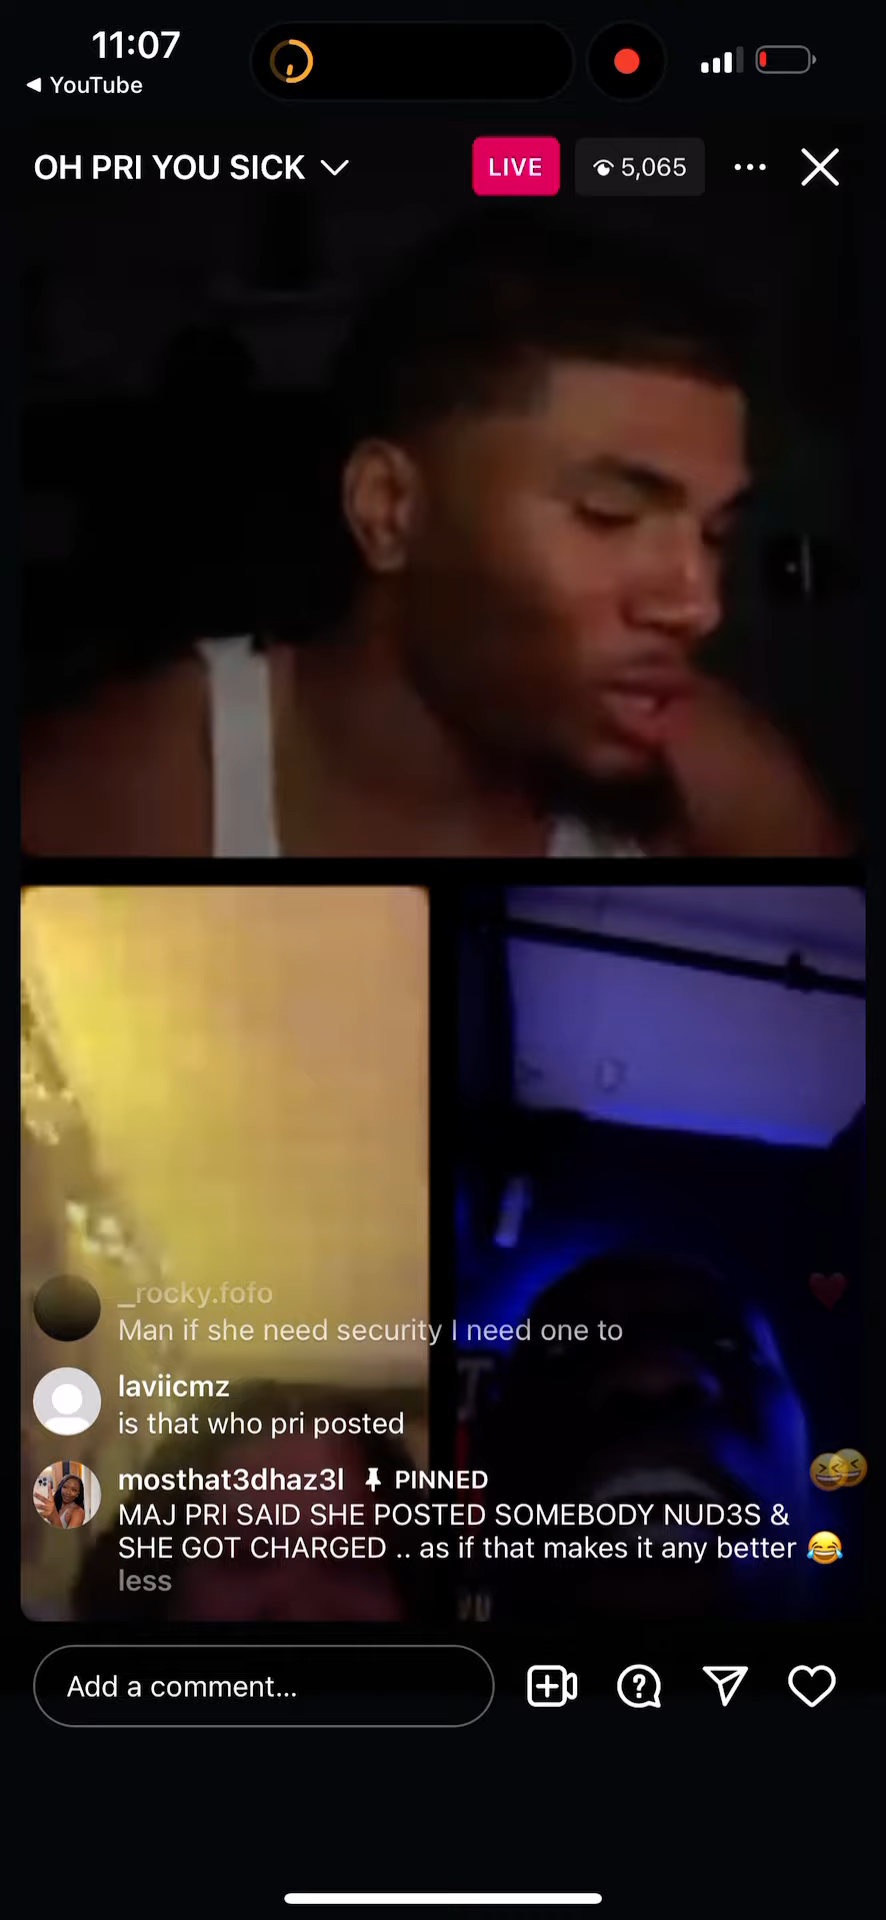 11:07
◀ YouTube
OH PRI YOU SICK
LIVE
5,065
_rocky.fofo
Man if she need security I need one to
laviicmz
is that who pri posted
mosthat3dhaz3l PINNED
MAJ PRI SAID SHE POSTED SOMEBODY NUD3S &
SHE GOT CHARGED .. as if that makes it any better 😂
less
Add a comment...